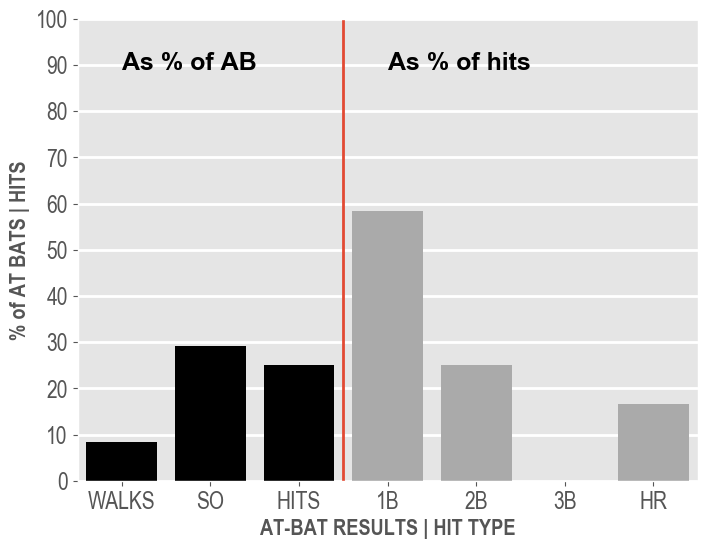 As % of AB
As % of hits
% of AT BATS | HITS
100
90
80
70
60
50
40
30
20
10
0
WALKS SO HITS 1B 2B 3B HR
AT-BAT RESULTS | HIT TYPE